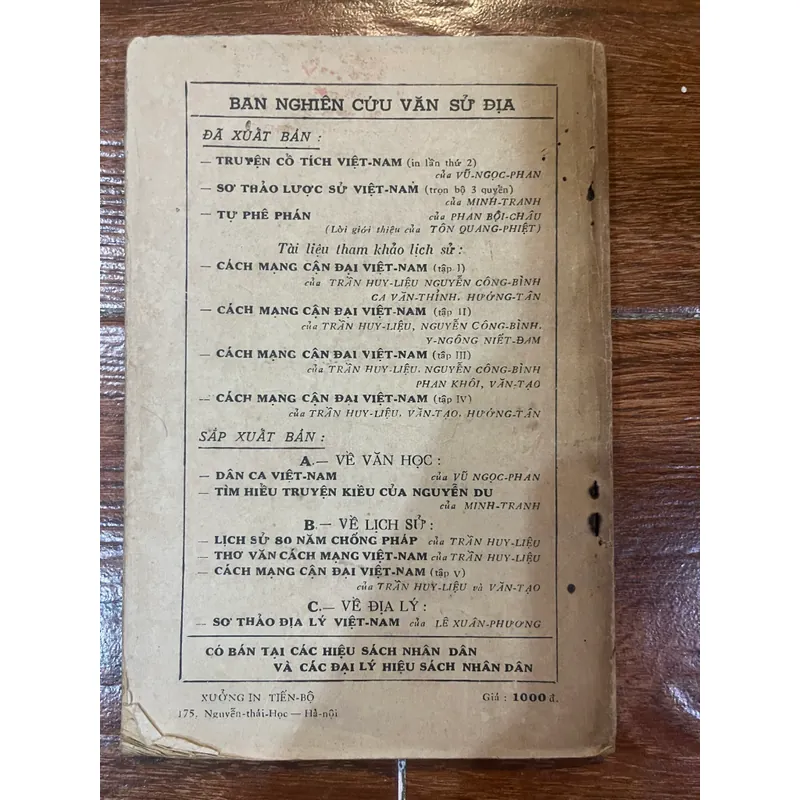 BAN NGHIÊN CỨU VĂN SỬ ĐỊA
ĐÃ XUẤT BẢN :
— TRUYỆN CỔ TÍCH VIỆT-NAM (in lần thứ 2)
của VŨ-NGỌC-PHAN
— SƠ THẢO LƯỢC SỬ VIỆT-NAM (trọn bộ 3 quyển)
của MINH-TRANH
— TỰ PHÊ PHÁN của PHAN BỘI-CHÂU
(Lời giới thiệu của TÔN QUANG-PHIỆT)
Tài liệu tham khảo lịch sử :
— CÁCH MẠNG CẬN ĐẠI VIỆT-NAM (tập I)
của TRẦN HUY-LIỆU NGUYỄN CÔNG-BÌNH
CA VĂN-THỈNH. HƯỚNG-TÂN
— CÁCH MẠNG CẬN ĐẠI VIỆT-NAM (tập II)
của TRẦN HUY-LIỆU, NGUYỄN CÔNG-BÌNH.
Y-NGÔNG NIẾT-ĐAM
— CÁCH MẠNG CẬN ĐẠI VIỆT-NAM (tập III)
của TRẦN HUY-LIỆU. NGUYỄN CÔNG-BÌNH
PHAN KHÔI, VĂN-TẠO
— CÁCH MẠNG CẬN ĐẠI VIỆT-NAM (tập IV)
của TRẦN HUY-LIỆU. VĂN-TẠO. HƯỚNG-TÂN
SẮP XUẤT BẢN :
A.— VỀ VĂN HỌC :
— DÂN CA VIỆT-NAM của VŨ NGỌC-PHAN
— TÌM HIỂU TRUYỆN KIỀU CỦA NGUYỄN DU
của MINH-TRANH
B.— VỀ LỊCH SỬ :
— LỊCH SỬ 80 NĂM CHỐNG PHÁP của TRẦN HUY-LIỆU
— THƠ VĂN CÁCH MẠNG VIỆT-NAM của TRẦN HUY-LIỆU
— CÁCH MẠNG CẬN ĐẠI VIỆT-NAM (tập V)
của TRẦN HUY-LIỆU và VĂN-TẠO
C.— VỀ ĐỊA LÝ :
— SƠ THẢO ĐỊA LÝ VIỆT-NAM của LÊ XUÂN-PHƯƠNG
CÓ BÁN TẠI CÁC HIỆU SÁCH NHÂN DÂN
VÀ CÁC ĐẠI LÝ HIỆU SÁCH NHÂN DÂN
XƯỞNG IN TIẾN-BỘ Giá : 1000 đ.
175. Nguyễn-thái-Học — Hà-nội